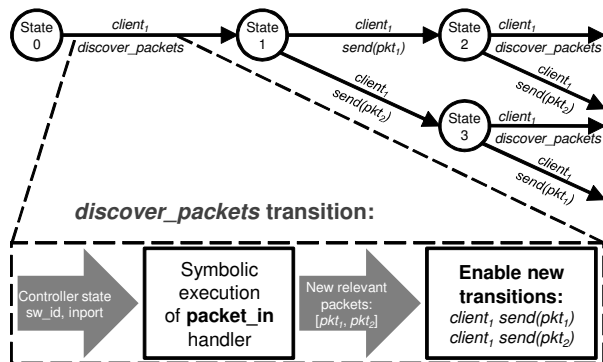 State
0
client1
discover_packets
State
1
client1
send(pkt1)
State
2
client1
discover_packets
client1
send(pkt2)
client1
send(pkt2)
State
3
client1
discover_packets
client1
send(pkt1)
discover_packets transition:
Controller state
sw_id, inport
Symbolic
execution
of packet_in
handler
New relevant
packets:
[pkt1, pkt2]
Enable new
transitions:
client1 send(pkt1)
client1 send(pkt2)